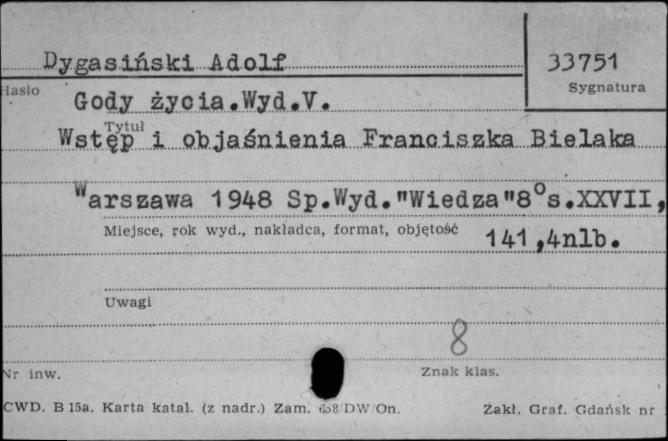 Dygasiński Adolf
33751
Hasło
Sygnatura
Gody życia.Wyd.V.
Tytuł
Wstęp i objaśnienia Franciszka Bielaka
Warszawa 1948 Sp.Wyd."Wiedza"8°s.XXVII,
Miejsce, rok wyd., nakładca, format, objętość
141,4nlb.
Uwagi
8
Nr inw.
Znak klas.
CWD. B 15a. Karta katal. (z nadr.) Zam. /DW/On.
Zakł. Graf. Gdańsk nr